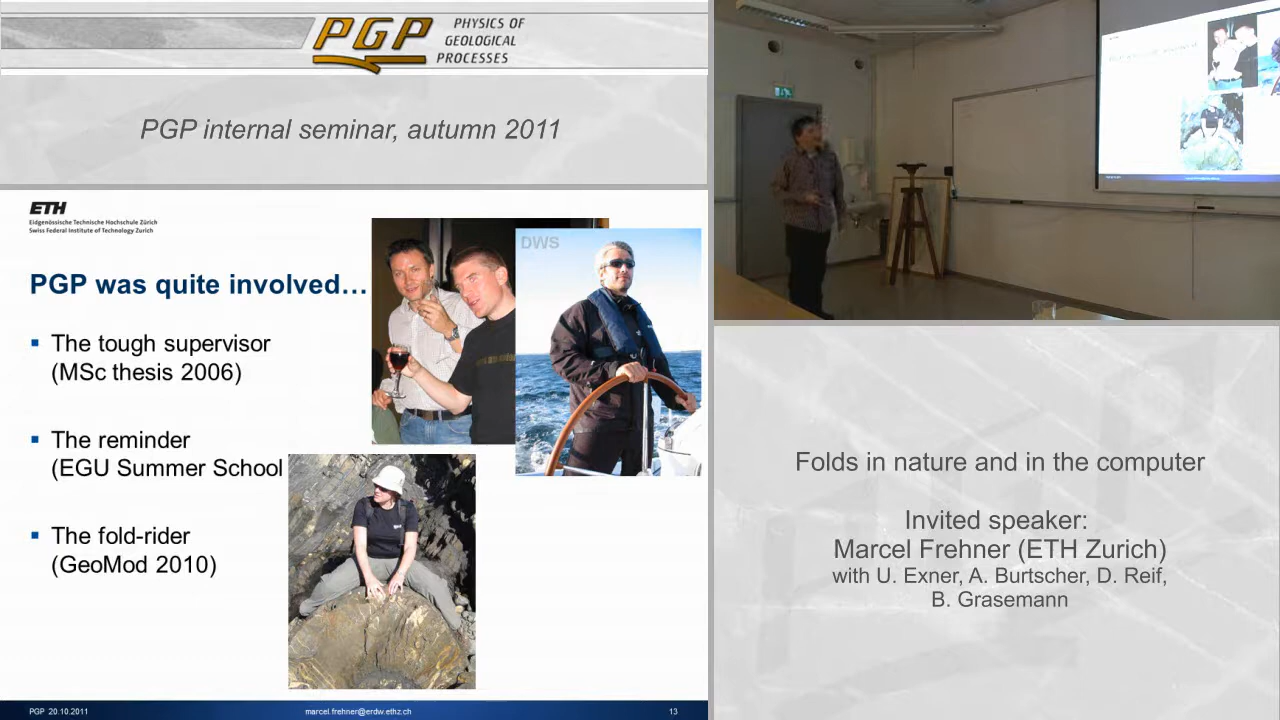 PGP
PHYSICS OF
GEOLOGICAL
PROCESSES
PGP internal seminar, autumn 2011
ETH
Eidgenössische Technische Hochschule Zürich
Swiss Federal Institute of Technology Zurich
PGP was quite involved…
The tough supervisor
(MSc thesis 2006)
The reminder
(EGU Summer School
The fold-rider
(GeoMod 2010)
DWS
PGP 20.10.2011
marcel.frehner@erdw.ethz.ch
13
Folds in nature and in the computer
Invited speaker:
Marcel Frehner (ETH Zurich)
with U. Exner, A. Burtscher, D. Reif,
B. Grasemann